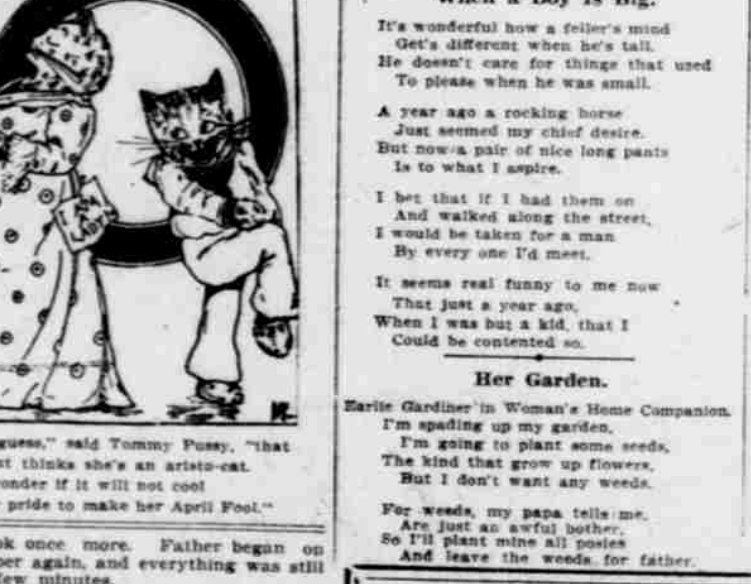 I AM
LADY
guess," said Tommy Pussy, "that
thinks she's an aristo-cat.
onder if it will not cool
pride to make her April Fool."
ok once more. Father began on
per again, and everything was still
few minutes.
When a Boy Is Big.
It's wonderful how a feller's mind
Get's different when he's tall.
He doesn't care for things that used
To please when he was small.
A year ago a rocking horse
Just seemed my chief desire.
But now a pair of nice long pants
Is to what I aspire.
I bet that if I had them on
And walked along the street,
I would be taken for a man
By every one I'd meet.
It seems real funny to me now
That just a year ago,
When I was but a kid, that I
Could be contented so.
Her Garden.
Earlie Gardiner in Woman's Home Companion.
I'm spading up my garden,
I'm going to plant some seeds,
The kind that grow up flowers,
But I don't want any weeds.
For weeds, my papa tells me,
Are just an awful bother,
So I'll plant mine all posies
And leave the weeds for father.